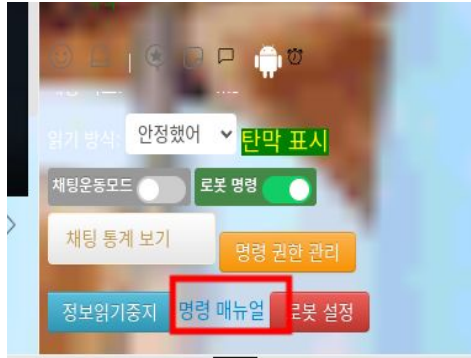 읽기 방식: 안정했어
탄막 표시
채팅운동모드 로봇 명령
채팅 통계 보기
명령 권한 관리
정보읽기중지 명령 매뉴얼 로봇 설정